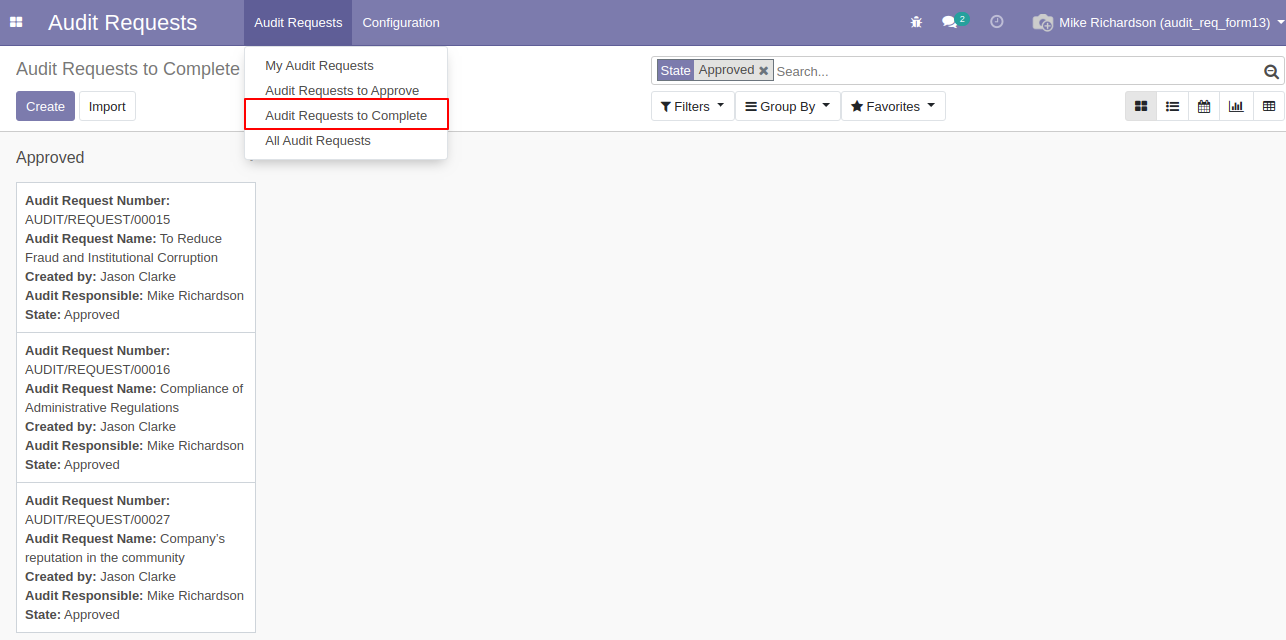 Audit Requests
Audit Requests
Configuration
2
Mike Richardson (audit_req_form13)
My Audit Requests
Audit Requests to Approve
Audit Requests to Complete
All Audit Requests
Audit Requests to Complete
Create
Import
State Approved
Search...
Filters
Group By
Favorites
Approved
Audit Request Number:
AUDIT/REQUEST/00015
Audit Request Name: To Reduce
Fraud and Institutional Corruption
Created by: Jason Clarke
Audit Responsible: Mike Richardson
State: Approved
Audit Request Number:
AUDIT/REQUEST/00016
Audit Request Name: Compliance of
Administrative Regulations
Created by: Jason Clarke
Audit Responsible: Mike Richardson
State: Approved
Audit Request Number:
AUDIT/REQUEST/00027
Audit Request Name: Company's
reputation in the community
Created by: Jason Clarke
Audit Responsible: Mike Richardson
State: Approved